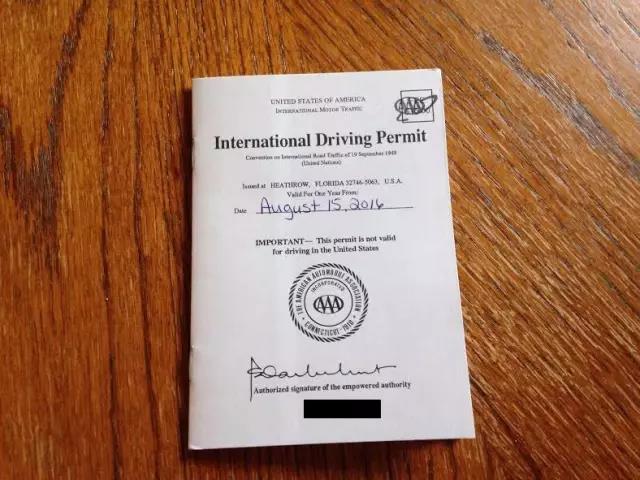 UNITED STATES OF AMERICA
INTERNATIONAL MOTOR TRAFFIC
AAA
International Driving Permit
Convention on International Road Traffic of 19 September 1949
(United Nations)
Issued at HEATHROW, FLORIDA 32746-5063, U.S.A.
Valid For One Year From:
Date August 15, 2016
IMPORTANT— This permit is not valid
for driving in the United States
THE AMERICAN AUTOMOBILE ASSOCIATION
INCORPORATED
AAA
CONNECTICUT-1910
Authorized signature of the empowered authority